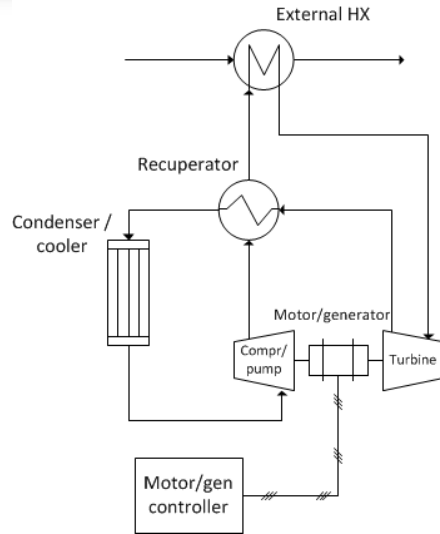 External HX
Recuperator
Condenser /
cooler
Motor/generator
Compr/
pump
Turbine
Motor/gen
controller